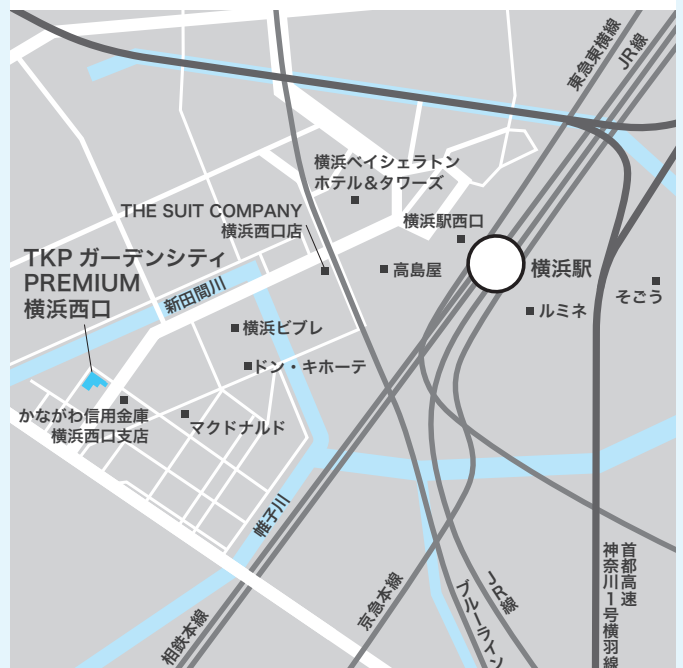 東急東横線
JR線
横浜ベイシェラトン
ホテル＆タワーズ
THE SUIT COMPANY
横浜西口店
横浜駅西口
TKP ガーデンシティ
PREMIUM
横浜西口
高島屋
横浜駅
そごう
新田間川
ルミネ
横浜ビブレ
ドン・キホーテ
かながわ信用金庫
横浜西口支店
マクドナルド
帷子川
相鉄本線
京急本線
ブルーライン
JR線
首都高速
神奈川1号横羽線